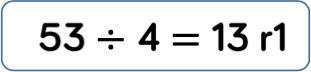 53 ÷ 4 = 13 r1